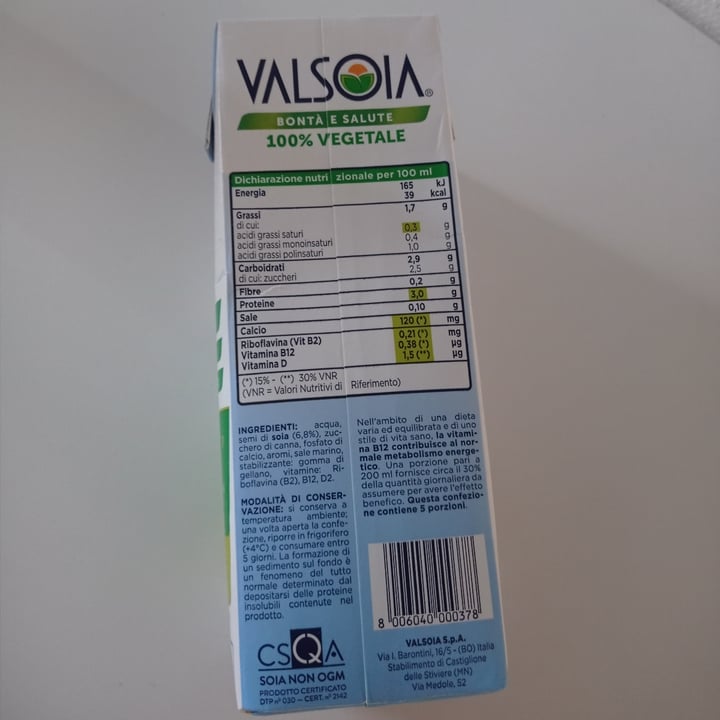 VALSOIA®
BONTÀ E SALUTE
100% VEGETALE
Dichiarazione nutrizionale per 100 ml
Energia 165 kJ
39 kcal
Grassi 1,7 g
di cui:
acidi grassi saturi 0,3 g
acidi grassi monoinsaturi 0,4 g
acidi grassi polinsaturi 1,0 g
Carboidrati 2,9 g
di cui: zuccheri 2,5 g
Fibre 0,2 g
Proteine 3,0 g
Sale 0,10 g
Calcio 120 (*) mg
Riboflavina (Vit B2) 0,21 (*) mg
Vitamina B12 0,38 (*) µg
Vitamina D 1,5 (**) µg
(*) 15% - (**) 30% VNR
(VNR = Valori Nutritivi di Riferimento)
INGREDIENTI: acqua,
semi di soia (6,8%), zuc-
chero di canna, fosfato di
calcio, aromi, sale marino,
stabilizzante: gomma di
gellano, vitamine: Ri-
boflavina (B2), B12, D2.
MODALITÀ DI CONSER-
VAZIONE: si conserva a
temperatura ambiente;
una volta aperta la confe-
zione, riporre in frigorifero
(+4°C) e consumare entro
5 giorni. La formazione di
un sedimento sul fondo è
un fenomeno del tutto
normale determinato dal
depositarsi delle proteine
insolubili contenute nel
prodotto.
CSQA
SOIA NON OGM
PRODOTTO CERTIFICATO
DTP n° 030 – CERT. n° 2142
Nell'ambito di una dieta
varia ed equilibrata e di uno
stile di vita sano, la vitami-
na B12 contribuisce al nor-
male metabolismo energe-
tico. Una porzione pari a
200 ml fornisce circa il 30%
della quantità giornaliera da
assumere per avere l'effetto
benefico. Questa confezio-
ne contiene 5 porzioni.
8 006040 000378
VALSOIA S.p.A.
Via I. Barontini, 16/5 - (BO) Italia
Stabilimento di Castiglione
delle Stiviere (MN)
Via Medole, 52